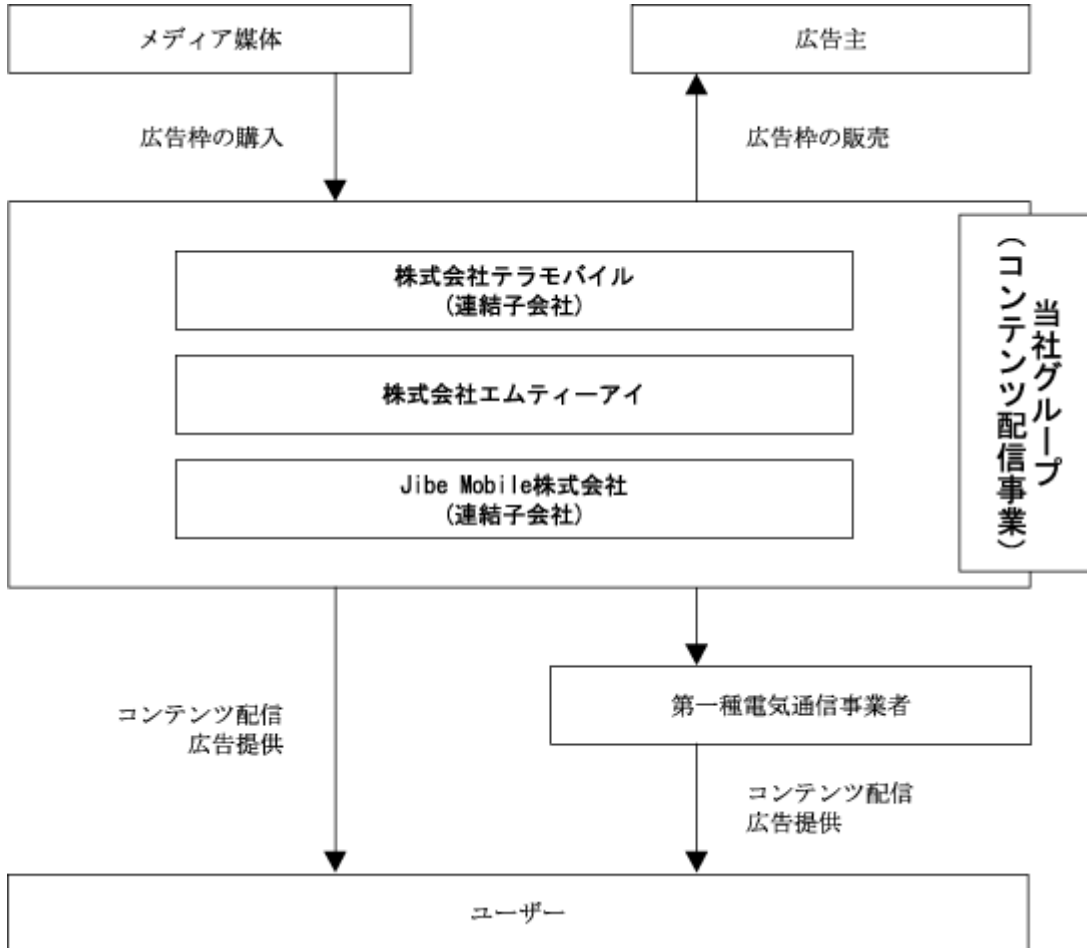 メディア媒体
広告主
広告枠の購入
広告枠の販売
株式会社テラモバイル
(連結子会社)
株式会社エムティーアイ
Jibe Mobile株式会社
(連結子会社)
当社グループ
(コンテンツ配信事業)
第一種電気通信事業者
コンテンツ配信
広告提供
コンテンツ配信
広告提供
ユーザー